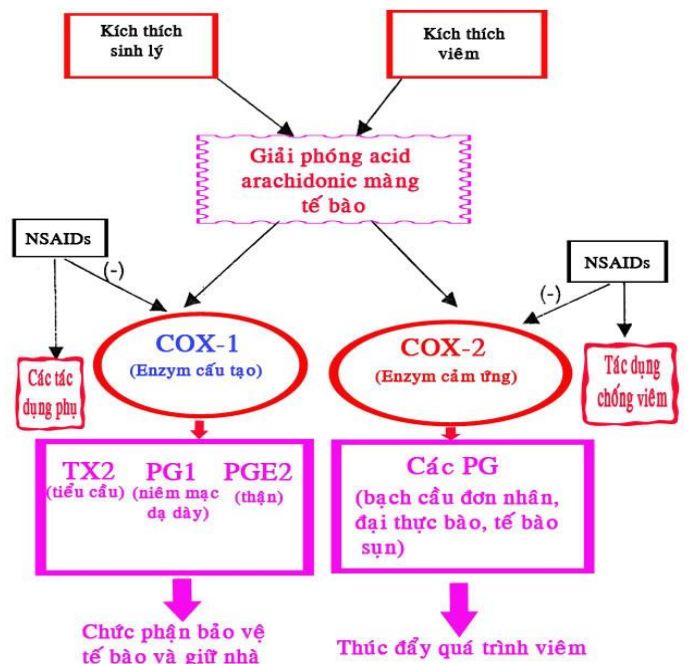 Kích thích
sinh lý
Kích thích
viêm
Giải phóng acid
arachidonic màng
tế bào
NSAIDs
(-)
NSAIDs
(-)
COX-1
(Enzym cấu tạo)
COX-2
(Enzym cảm ứng)
Các tác
dụng phụ
Tác dụng
chống viêm
TX2 PG1 PGE2
(tiểu cầu) (niêm mạc dạ dày) (thận)
Các PG
(bạch cầu đơn nhân,
đại thực bào, tế bào
sụn)
Chức phận bảo vệ
tế bào và giữ nhà
Thúc đẩy quá trình viêm